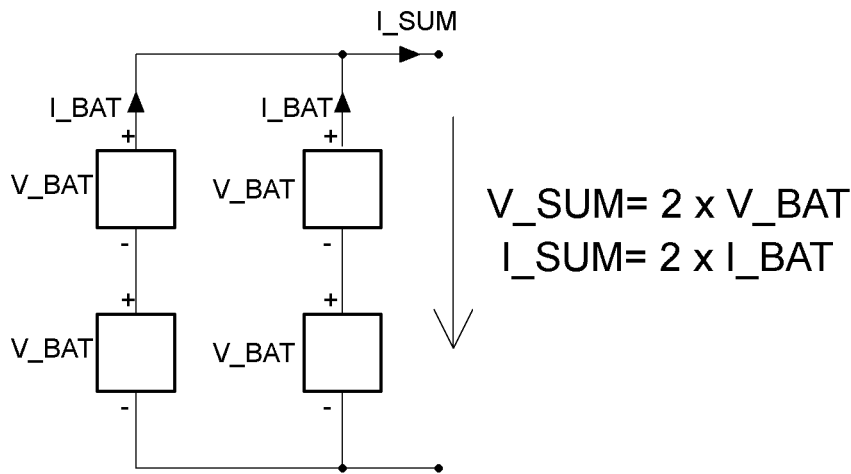 I_SUM
I_BAT
I_BAT
+
+
V_BAT
V_BAT
-
-
+
+
V_BAT
V_BAT
-
-
V_SUM= 2 x V_BAT
I_SUM= 2 x I_BAT